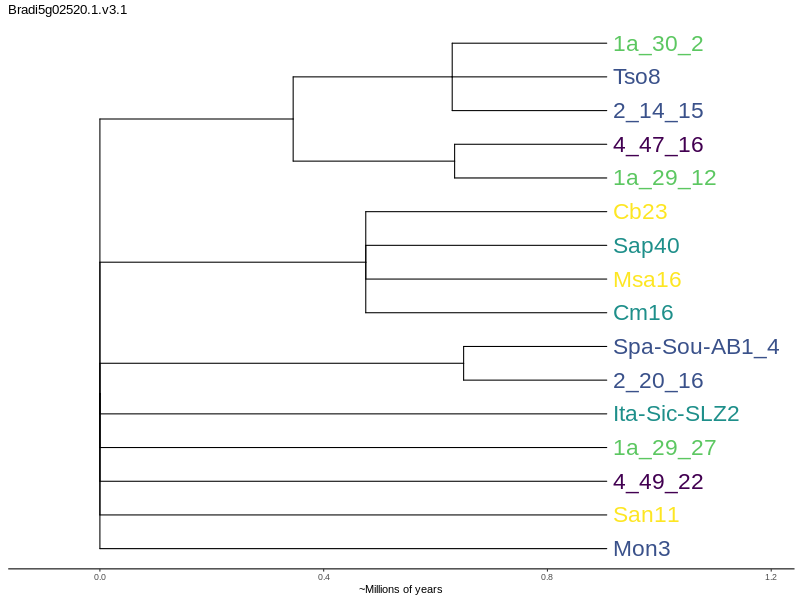 Bradi5g02520.1.v3.1
1a_30_2
Tso8
2_14_15
4_47_16
1a_29_12
Cb23
Sap40
Msa16
Cm16
Spa-Sou-AB1_4
2_20_16
Ita-Sic-SLZ2
1a_29_27
4_49_22
San11
Mon3
0.0 0.4 0.8 1.2
~Millions of years